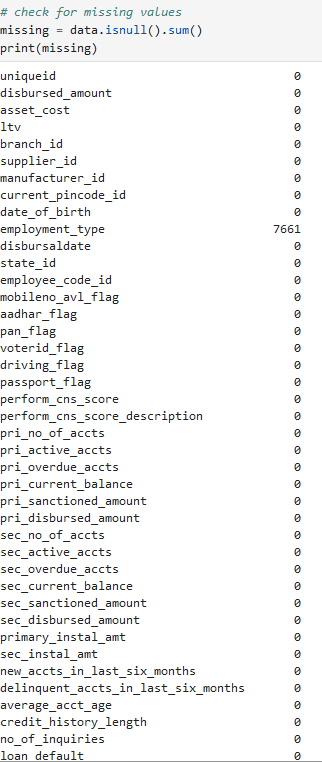 # check for missing values
missing = data.isnull().sum()
print(missing)
uniqueid 0
disbursed_amount 0
asset_cost 0
ltv 0
branch_id 0
supplier_id 0
manufacturer_id 0
current_pincode_id 0
date_of_birth 0
employment_type 7661
disbursaldate 0
state_id 0
employee_code_id 0
mobileno_avl_flag 0
aadhar_flag 0
pan_flag 0
voterid_flag 0
driving_flag 0
passport_flag 0
perform_cns_score 0
perform_cns_score_description 0
pri_no_of_accts 0
pri_active_accts 0
pri_overdue_accts 0
pri_current_balance 0
pri_sanctioned_amount 0
pri_disbursed_amount 0
sec_no_of_accts 0
sec_active_accts 0
sec_overdue_accts 0
sec_current_balance 0
sec_sanctioned_amount 0
sec_disbursed_amount 0
primary_instal_amt 0
sec_instal_amt 0
new_accts_in_last_six_months 0
delinquent_accts_in_last_six_months 0
average_acct_age 0
credit_history_length 0
no_of_inquiries 0
loan_default 0